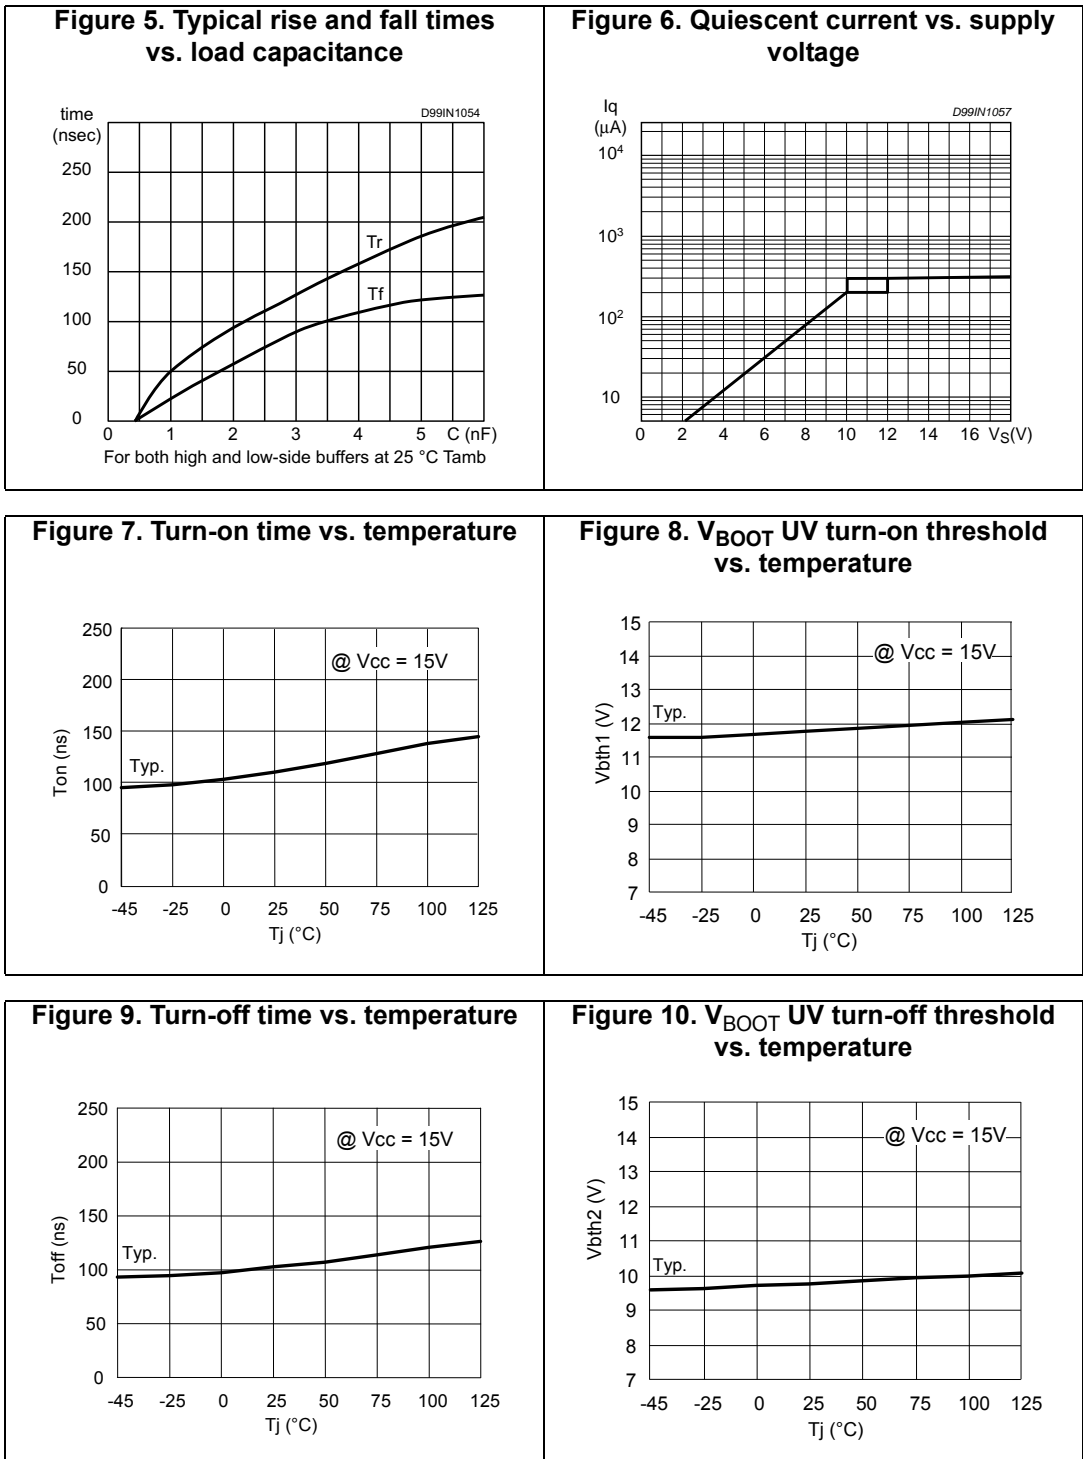 Figure 5. Typical rise and fall times
vs. load capacitance
time
(nsec)
D99IN1054
250
200
150
100
50
0
Tr
Tf
0 1 2 3 4 5 C (nF)
For both high and low-side buffers at 25 °C Tamb
Figure 6. Quiescent current vs. supply
voltage
Iq
(µA)
D99IN1057
10⁴
10³
10²
10
0 2 4 6 8 10 12 14 16 VS(V)
Figure 7. Turn-on time vs. temperature
250
200
150
100
50
0
Ton (ns)
@ Vcc = 15V
Typ.
-45 -25 0 25 50 75 100 125
Tj (°C)
Figure 8. VBOOT UV turn-on threshold
vs. temperature
15
14
13
12
11
10
9
8
7
Vbth1 (V)
@ Vcc = 15V
Typ.
-45 -25 0 25 50 75 100 125
Tj (°C)
Figure 9. Turn-off time vs. temperature
250
200
150
100
50
0
Toff (ns)
@ Vcc = 15V
Typ.
-45 -25 0 25 50 75 100 125
Tj (°C)
Figure 10. VBOOT UV turn-off threshold
vs. temperature
15
14
13
12
11
10
9
8
7
Vbth2 (V)
@ Vcc = 15V
Typ.
-45 -25 0 25 50 75 100 125
Tj (°C)